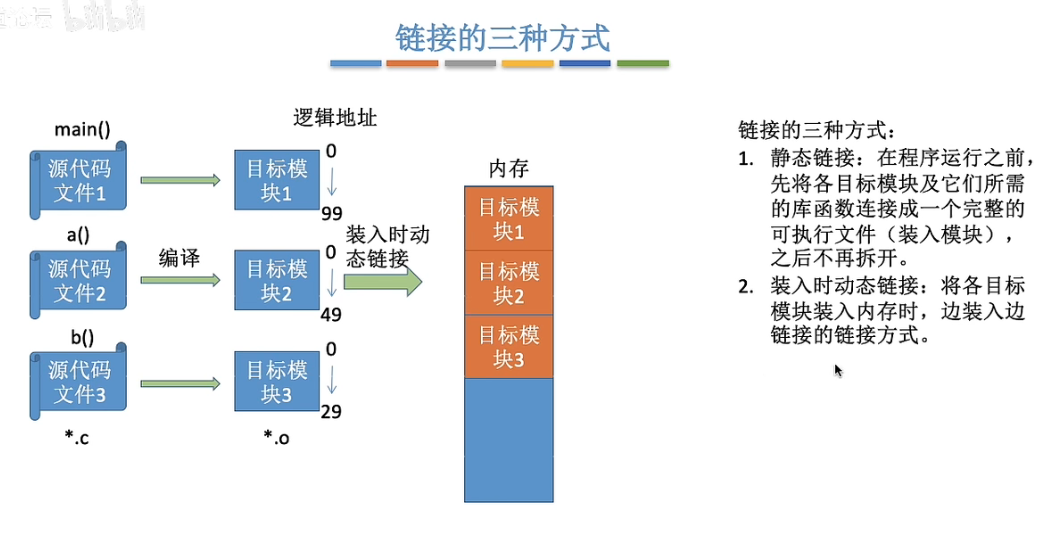 bilibili
链接的三种方式
逻辑地址
main()
源代码
文件1
目标模
块1
0
99
a()
源代码
文件2
编译
目标模
块2
0
49
装入时动
态链接
b()
源代码
文件3
目标模
块3
0
29
*.c
*.o
内存
目标模
块1
目标模
块2
目标模
块3
链接的三种方式：
1. 静态链接：在程序运行之前，
先将各目标模块及它们所需
的库函数连接成一个完整的
可执行文件（装入模块），
之后不再拆开。
2. 装入时动态链接：将各目标
模块装入内存时，边装入边
链接的链接方式。